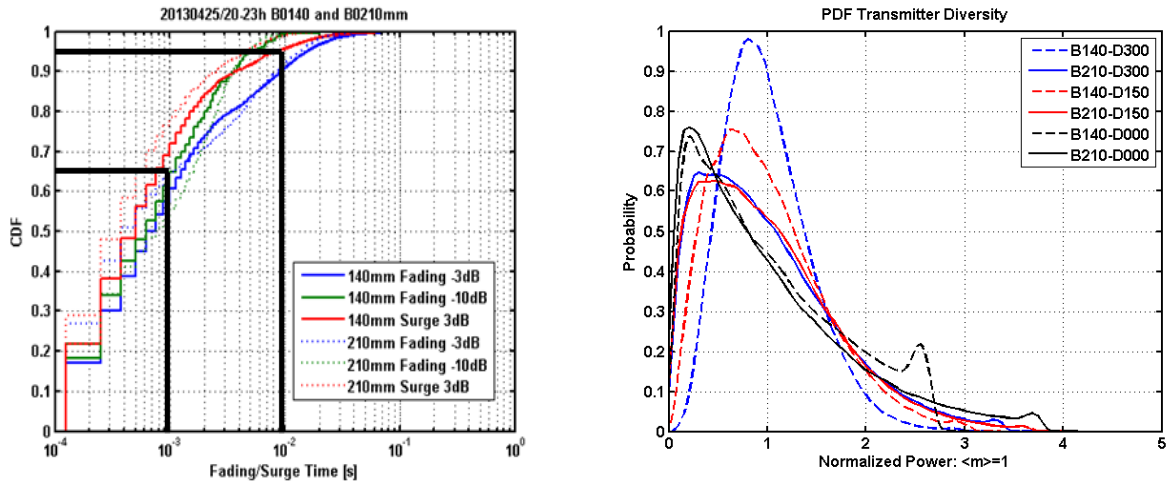 20130425/20-23h B0140 and B0210mm
CDF
1
0.9
0.8
0.7
0.6
0.5
0.4
0.3
0.2
0.1
0
10^-4
10^-3
10^-2
10^-1
10^0
Fading/Surge Time [s]
140mm Fading -3dB
140mm Fading -10dB
140mm Surge 3dB
210mm Fading -3dB
210mm Fading -10dB
210mm Surge 3dB
PDF Transmitter Diversity
Probability
1
0.9
0.8
0.7
0.6
0.5
0.4
0.3
0.2
0.1
0
0
1
2
3
4
5
Normalized Power: <m>=1
B140-D300
B210-D300
B140-D150
B210-D150
B140-D000
B210-D000